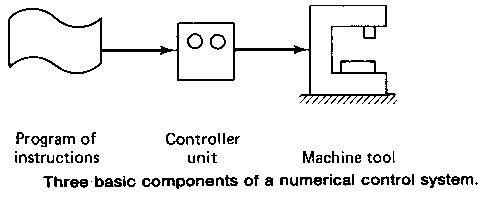 Program of
instructions
Controller
unit
Machine tool
Three basic components of a numerical control system.